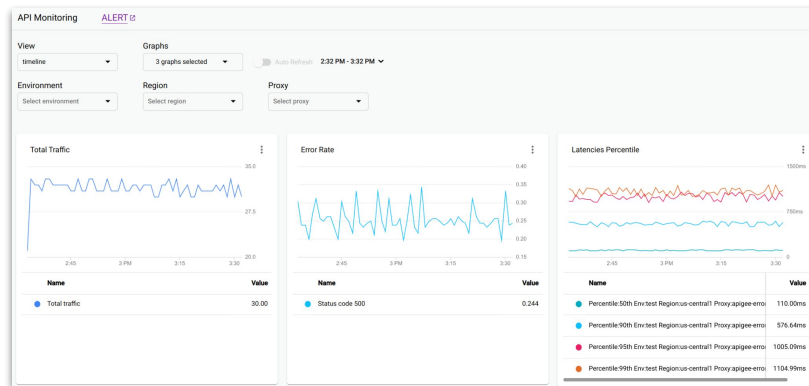 API Monitoring ALERT
View Graphs
timeline 3 graphs selected Auto Refresh 2:32 PM - 3:32 PM
Environment Region Proxy
Select environment Select region Select proxy
Total Traffic
30.0
27.5
20.0
2:45 3 PM 3:15 3:30
Name Value
Total traffic 30.00
Error Rate
0.40
0.35
0.30
0.25
0.20
0.15
2:45 3 PM 3:15 3:30
Name Value
Status code 500 0.244
Latencies Percentile
1500ms
750ms
0
2:45 3 PM 3:15 3:30
Name Value
Percentile:50th Env:test Region:us-central1 Proxy:apigee-erro 110.00ms
Percentile:90th Env:test Region:us-central1 Proxy:apigee-erro 576.64ms
Percentile:95th Env:test Region:us-central1 Proxy:apigee-erro 1005.09ms
Percentile:99th Env:test Region:us-central1 Proxy:apigee-erro 1104.99ms